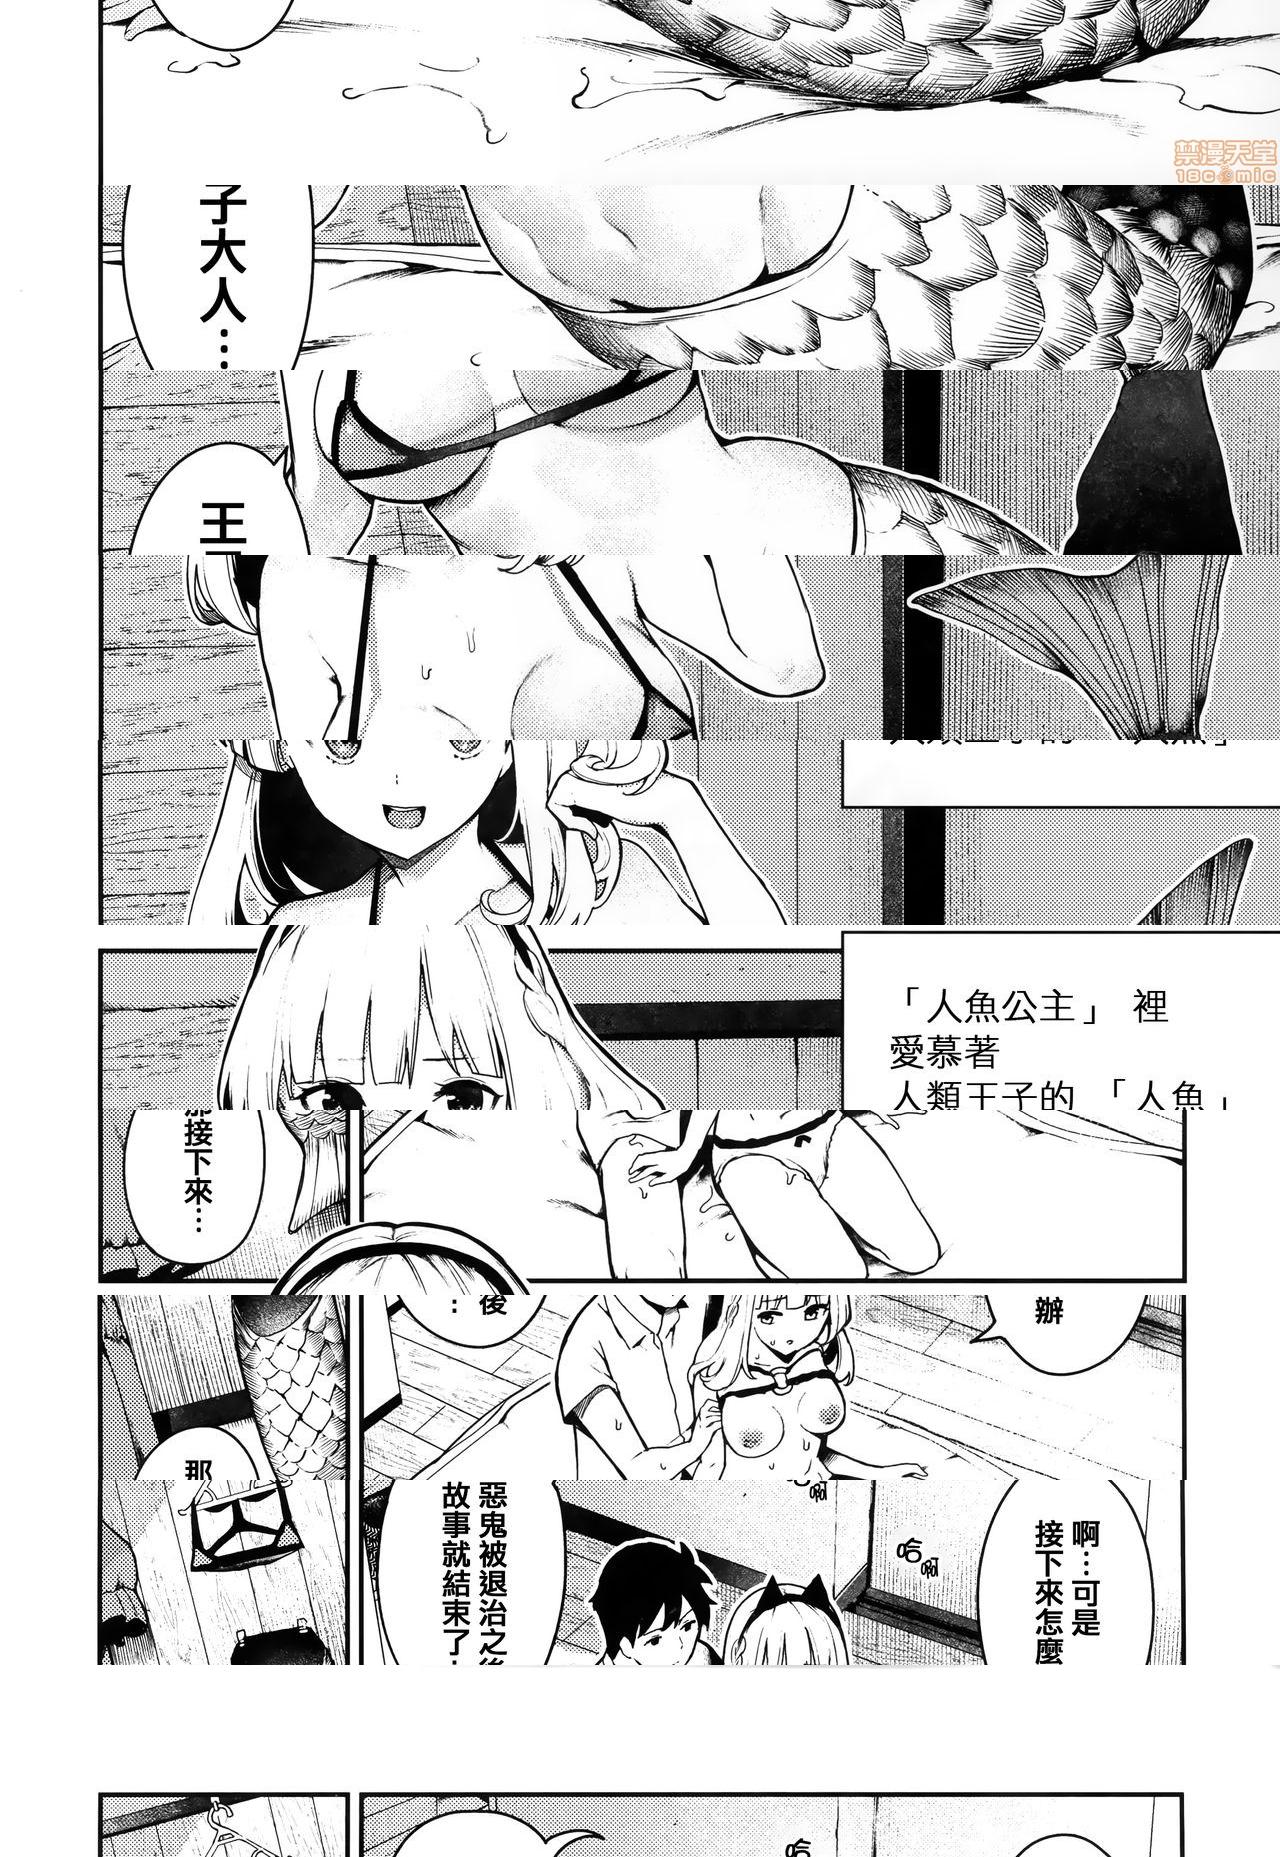 禁漫天堂
18comic
子大人…
王
「人魚公主」 裡
愛慕著
人類王子的 「人魚」
那接下來…
辦
後
…
那
啊…可是
接下來怎麼
惡鬼被退治之後
故事就結束了…
哈啊